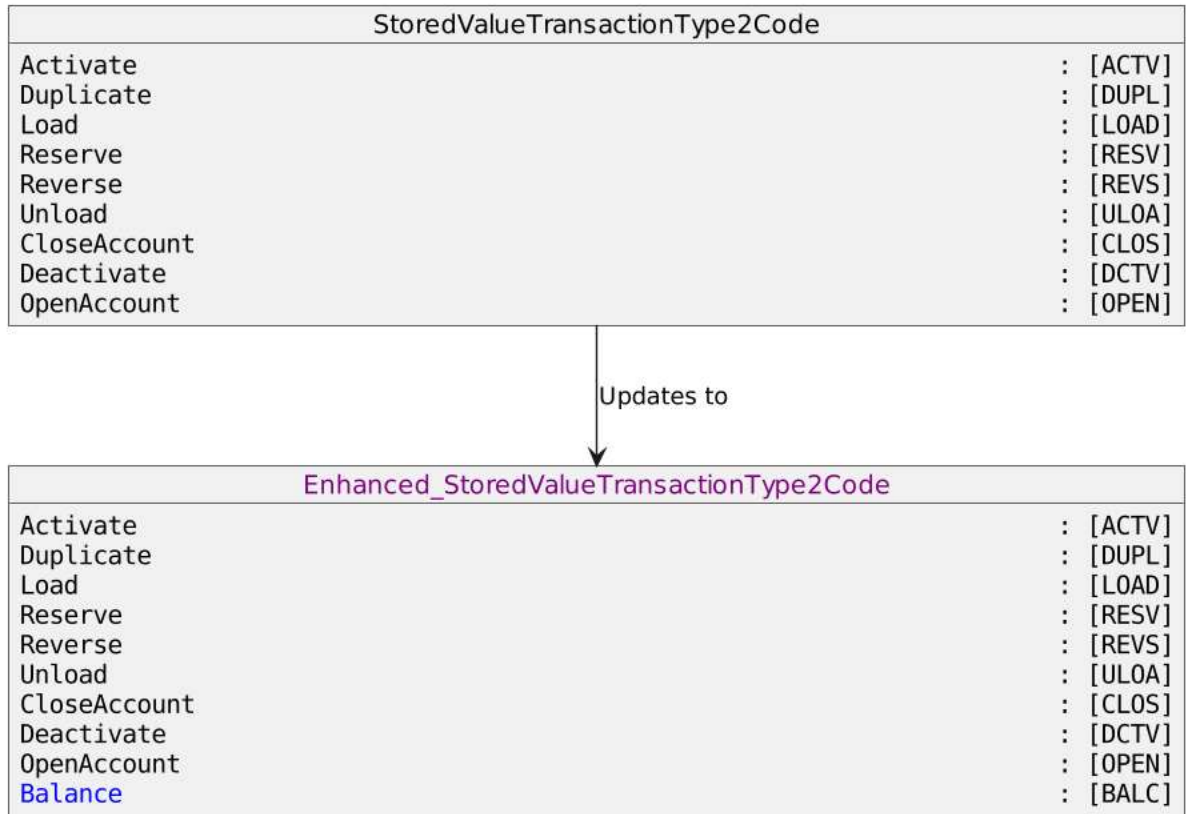 StoredValueTransactionType2Code
Activate : [ACTV]
Duplicate : [DUPL]
Load : [LOAD]
Reserve : [RESV]
Reverse : [REVS]
Unload : [ULOA]
CloseAccount : [CLOS]
Deactivate : [DCTV]
OpenAccount : [OPEN]
Updates to
Enhanced_StoredValueTransactionType2Code
Activate : [ACTV]
Duplicate : [DUPL]
Load : [LOAD]
Reserve : [RESV]
Reverse : [REVS]
Unload : [ULOA]
CloseAccount : [CLOS]
Deactivate : [DCTV]
OpenAccount : [OPEN]
Balance : [BALC]